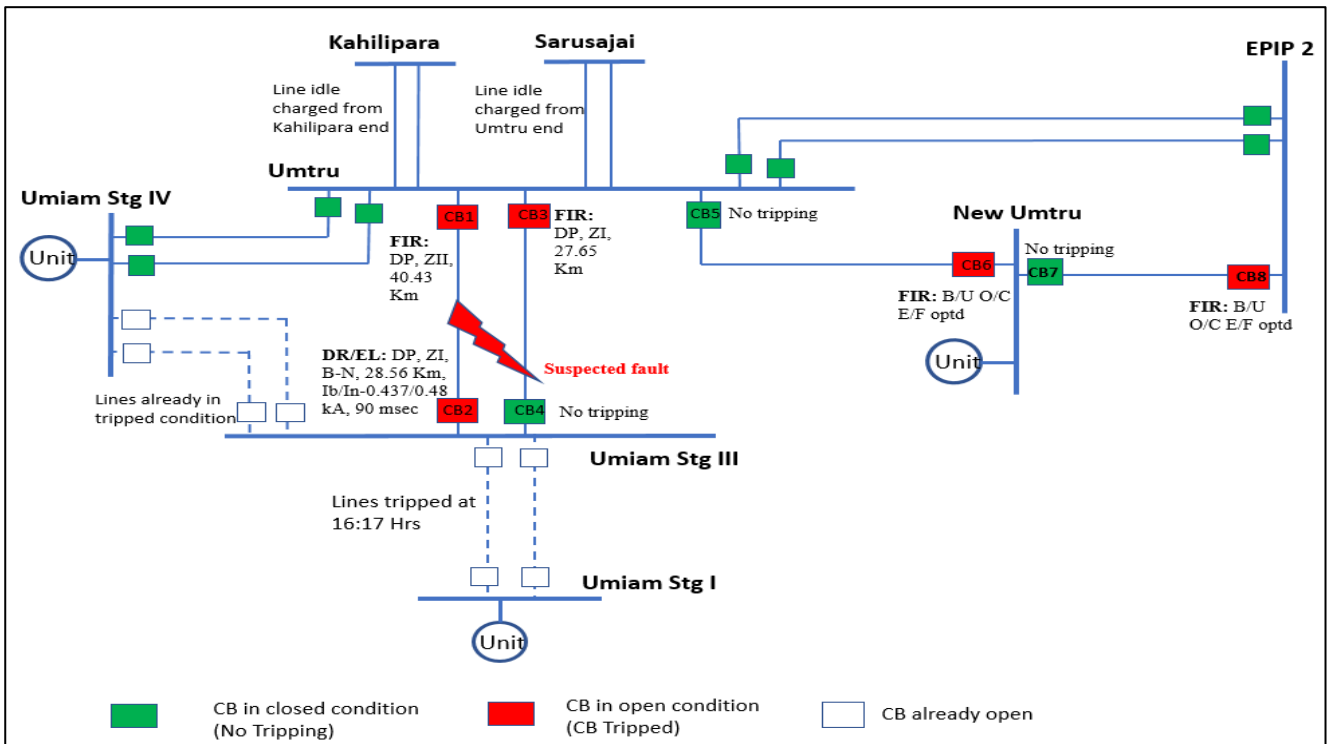 Kahilipara
Sarusajai
EPIP 2
Line idle
charged from
Kahilipara end
Line idle
charged from
Umtru end
Umtru
Umiam Stg IV
Unit
CB1
CB3
FIR:
DP, ZI,
27.65
Km
CB5
No tripping
FIR:
DP, ZII,
40.43
Km
New Umtru
No tripping
CB6
CB7
CB8
FIR: B/U O/C
E/F optd
FIR: B/U
O/C E/F optd
Unit
DR/EL: DP, ZI,
B-N, 28.56 Km,
Ib/In-0.437/0.48
kA, 90 msec
Suspected fault
CB2
CB4
No tripping
Lines already in
tripped condition
Umiam Stg III
Lines tripped at
16:17 Hrs
Umiam Stg I
Unit
CB in closed condition
(No Tripping)
CB in open condition
(CB Tripped)
CB already open